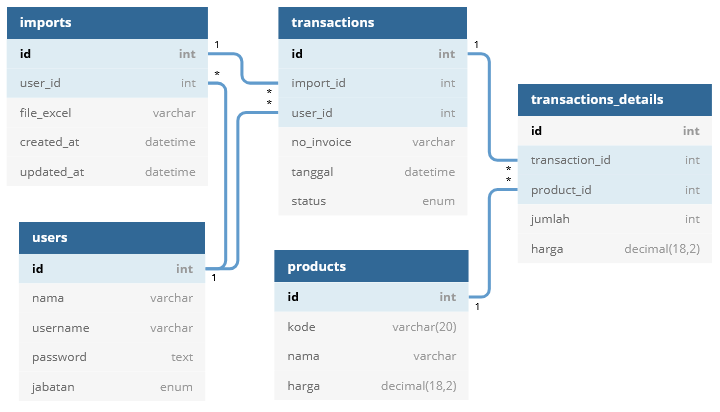 imports
id int
user_id int
file_excel varchar
created_at datetime
updated_at datetime
1
*
transactions
id int
import_id int
user_id int
no_invoice varchar
tanggal datetime
status enum
*
*
1
transactions_details
id int
transaction_id int
product_id int
jumlah int
harga decimal(18,2)
*
*
users
id int
nama varchar
username varchar
password text
jabatan enum
1
products
id int
kode varchar(20)
nama varchar
harga decimal(18,2)
1